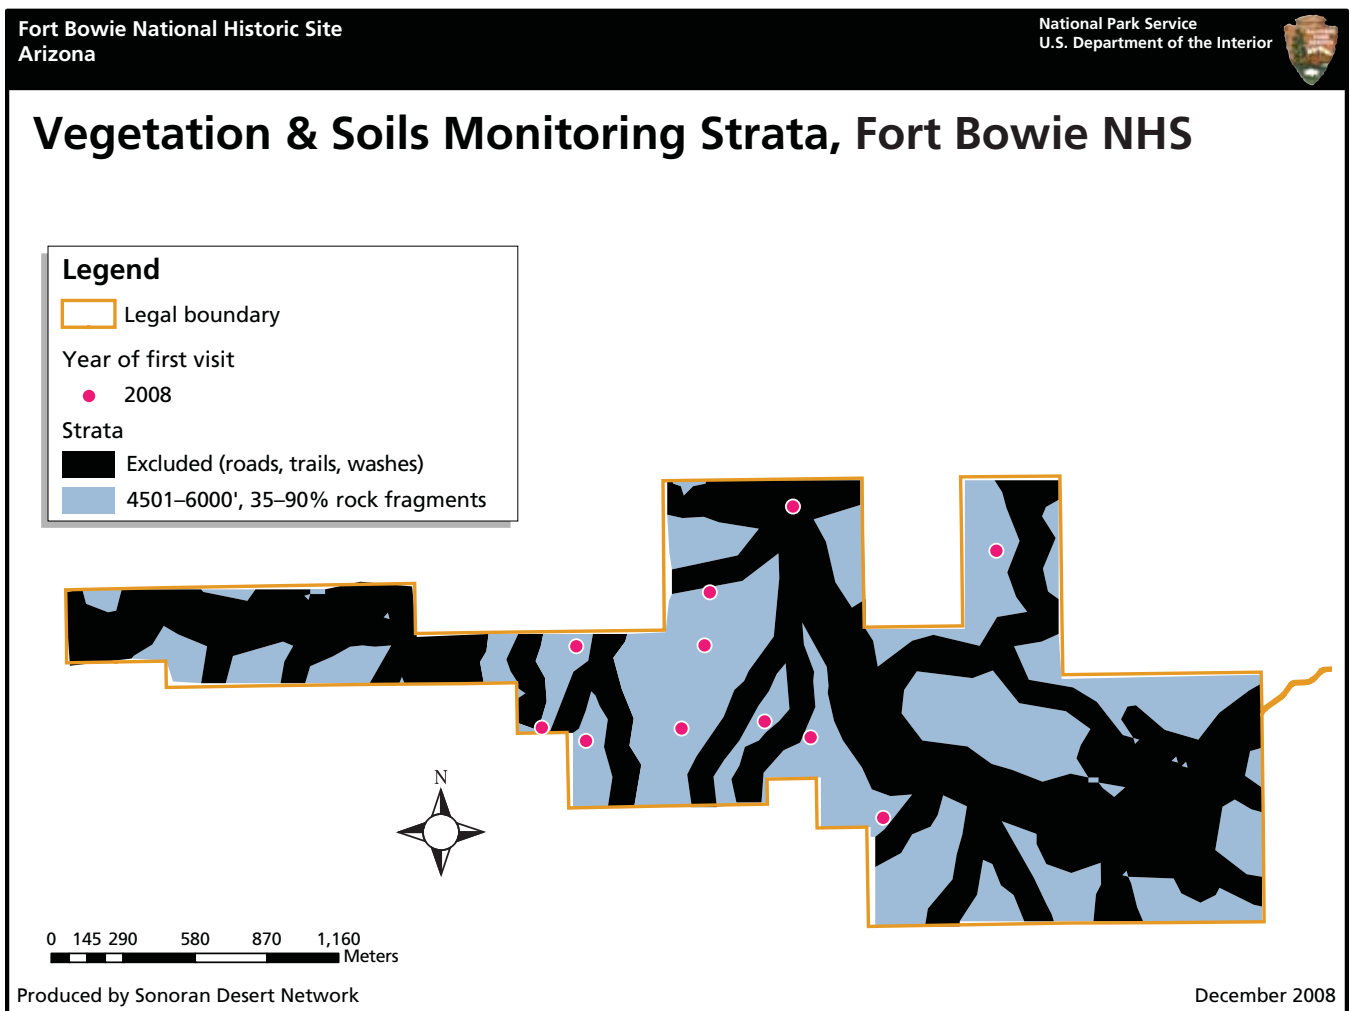 Fort Bowie National Historic Site
Arizona
National Park Service
U.S. Department of the Interior
Vegetation & Soils Monitoring Strata, Fort Bowie NHS
Legend
Legal boundary
Year of first visit
2008
Strata
Excluded (roads, trails, washes)
4501–6000', 35–90% rock fragments
N
0 145 290 580 870 1,160
Meters
Produced by Sonoran Desert Network
December 2008